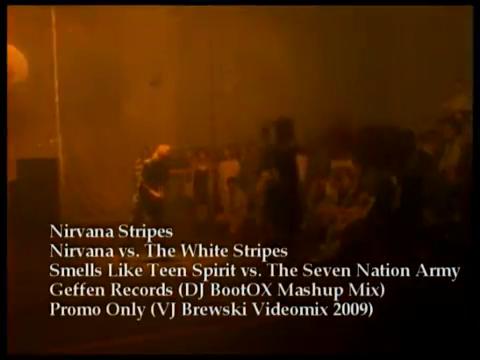 Nirvana Stripes
Nirvana vs. The White Stripes
Smells Like Teen Spirit vs. The Seven Nation Army
Geffen Records (DJ BootOX Mashup Mix)
Promo Only (VJ Brewski Videomix 2009)